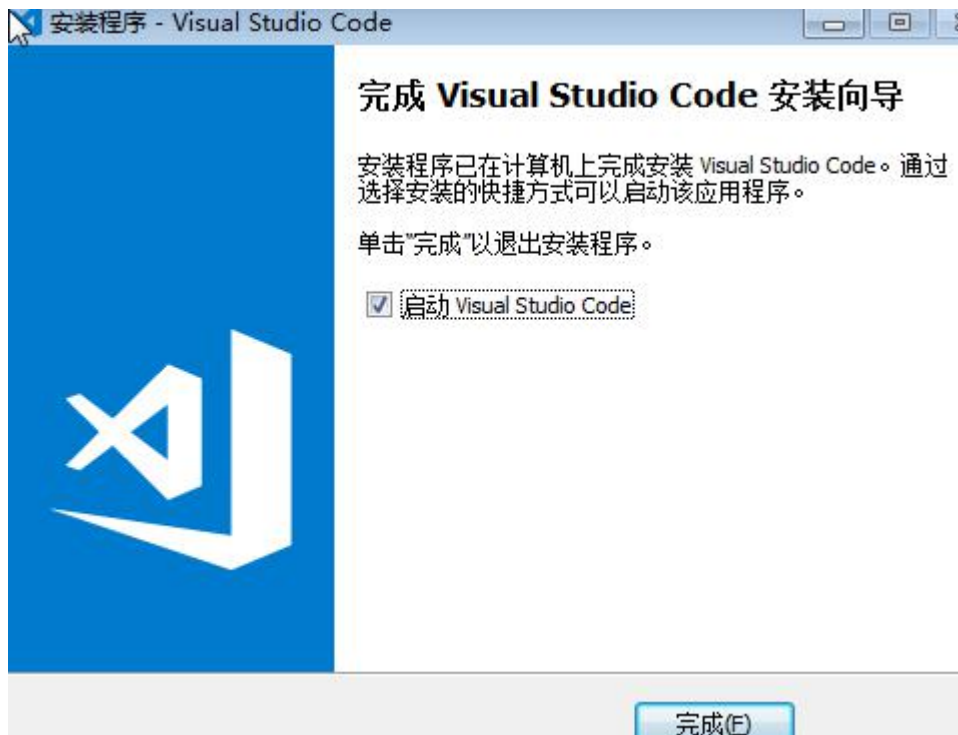 安装程序 - Visual Studio Code
完成 Visual Studio Code 安装向导
安装程序已在计算机上完成安装 Visual Studio Code。通过
选择安装的快捷方式可以启动该应用程序。
单击“完成”以退出安装程序。
启动 Visual Studio Code
完成(F)